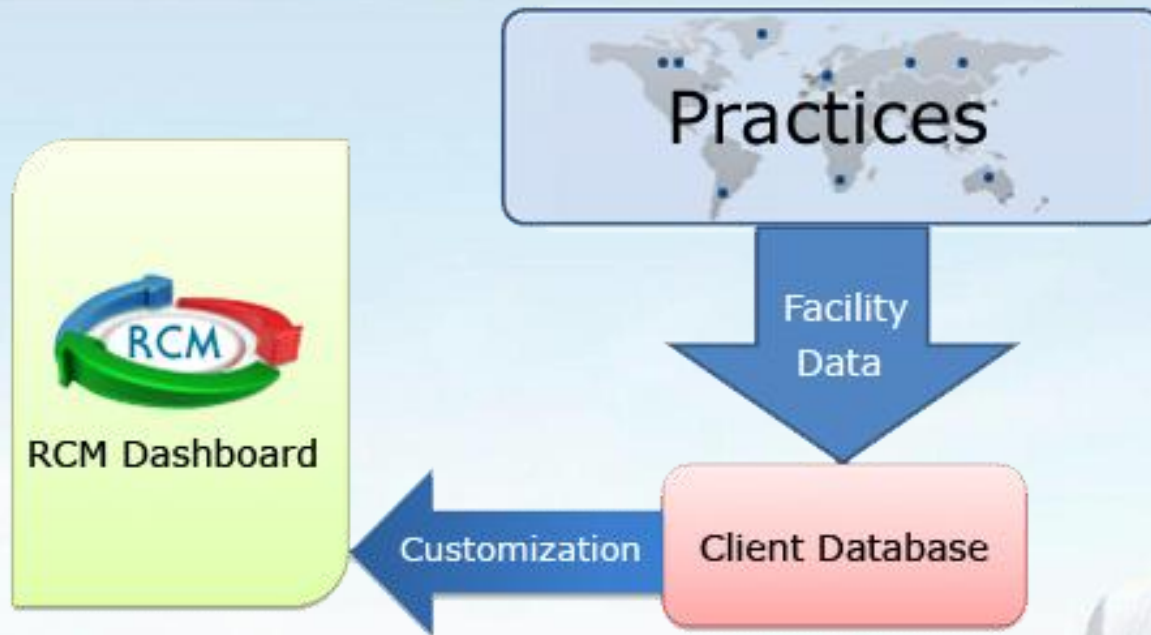 Practices
Facility
Data
RCM
RCM Dashboard
Customization
Client Database